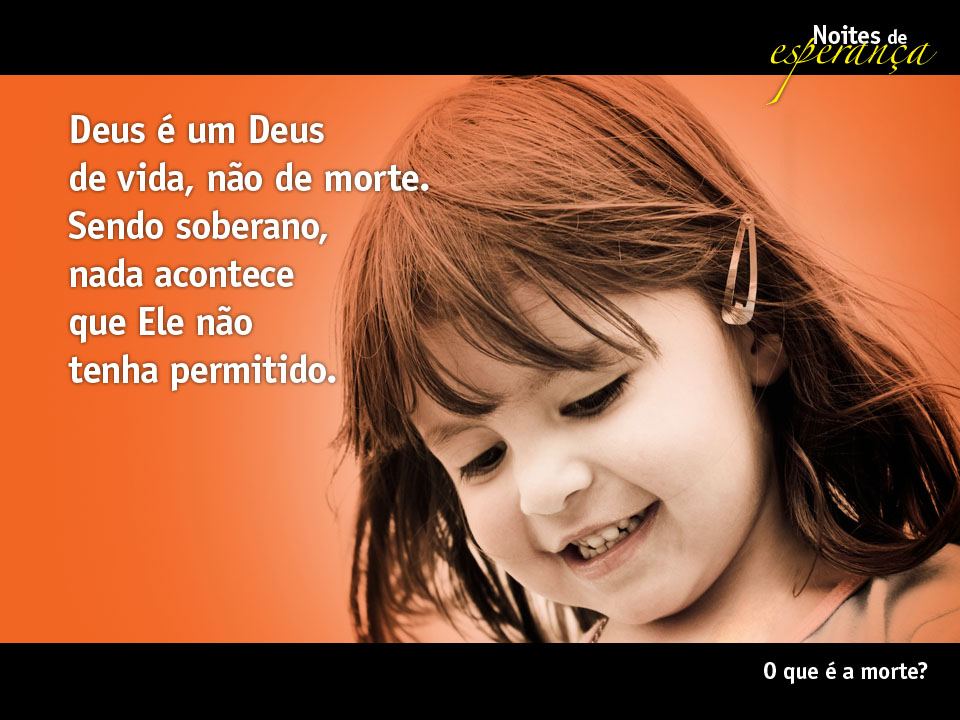 Noites de
esperança
Deus é um Deus
de vida, não de morte.
Sendo soberano,
nada acontece
que Ele não
tenha permitido.
O que é a morte?